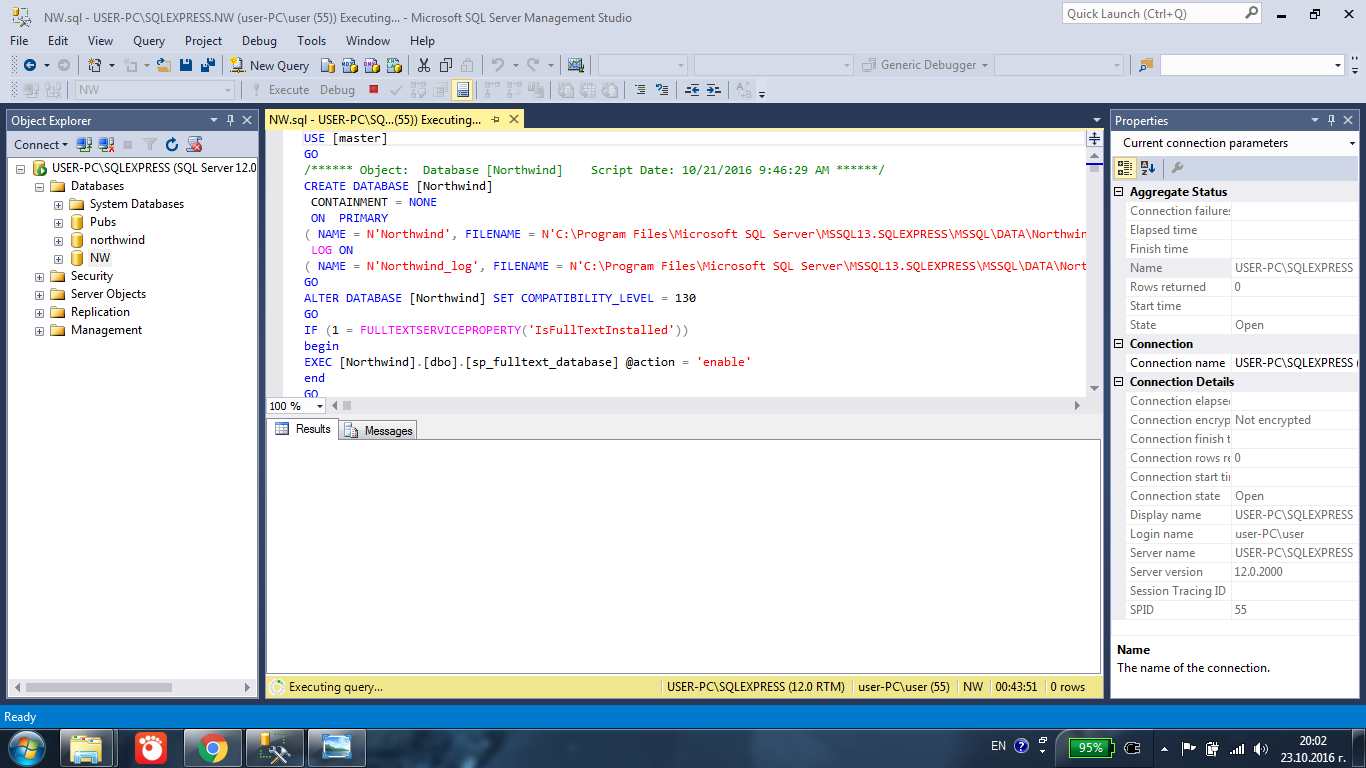 NW.sql - USER-PC\SQLEXPRESS.NW (user-PC\user (55)) Executing... - Microsoft SQL Server Management Studio
Quick Launch (Ctrl+Q)
File Edit View Query Project Debug Tools Window Help
New Query
Generic Debugger
NW
Execute Debug
Object Explorer
Connect
USER-PC\SQLEXPRESS (SQL Server 12.0
Databases
System Databases
Pubs
northwind
NW
Security
Server Objects
Replication
Management
NW.sql - USER-PC\SQ...(55)) Executing...
USE [master]
GO
/****** Object:  Database [Northwind]    Script Date: 10/21/2016 9:46:29 AM ******/
CREATE DATABASE [Northwind]
CONTAINMENT = NONE
ON  PRIMARY
( NAME = N'Northwind', FILENAME = N'C:\Program Files\Microsoft SQL Server\MSSQL13.SQLEXPRESS\MSSQL\DATA\Northwin
LOG ON
( NAME = N'Northwind_log', FILENAME = N'C:\Program Files\Microsoft SQL Server\MSSQL13.SQLEXPRESS\MSSQL\DATA\Nort
GO
ALTER DATABASE [Northwind] SET COMPATIBILITY_LEVEL = 130
GO
IF (1 = FULLTEXTSERVICEPROPERTY('IsFullTextInstalled'))
begin
EXEC [Northwind].[dbo].[sp_fulltext_database] @action = 'enable'
end
GO
100 %
Results Messages
Executing query...
USER-PC\SQLEXPRESS (12.0 RTM) user-PC\user (55) NW 00:43:51 0 rows
Properties
Current connection parameters
Aggregate Status
Connection failures
Elapsed time
Finish time
Name USER-PC\SQLEXPRESS
Rows returned 0
Start time
State Open
Connection
Connection name USER-PC\SQLEXPRESS (
Connection Details
Connection elapsed
Connection encryp Not encrypted
Connection finish t
Connection rows re 0
Connection start tin
Connection state Open
Display name USER-PC\SQLEXPRESS
Login name user-PC\user
Server name USER-PC\SQLEXPRESS
Server version 12.0.2000
Session Tracing ID
SPID 55
Name
The name of the connection.
Ready
EN
95%
20:02
23.10.2016 г.